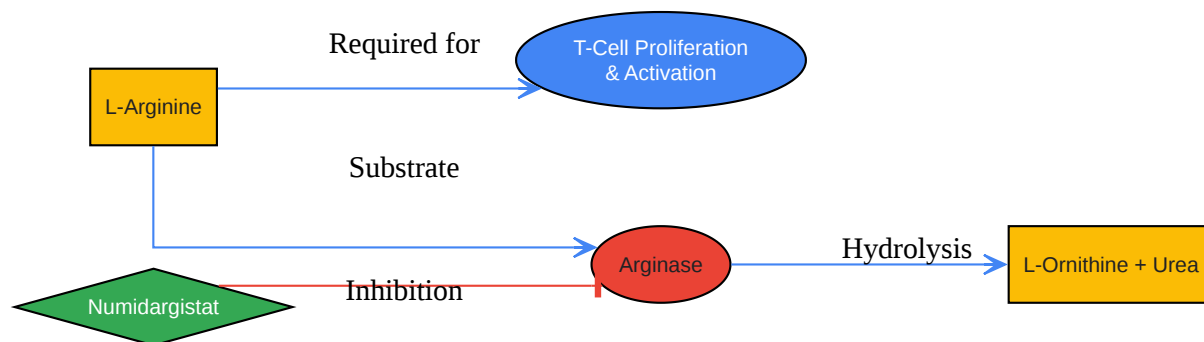 Required for
T-Cell Proliferation
& Activation
L-Arginine
Substrate
Hydrolysis
Arginase
L-Ornithine + Urea
Inhibition
Numidargistat